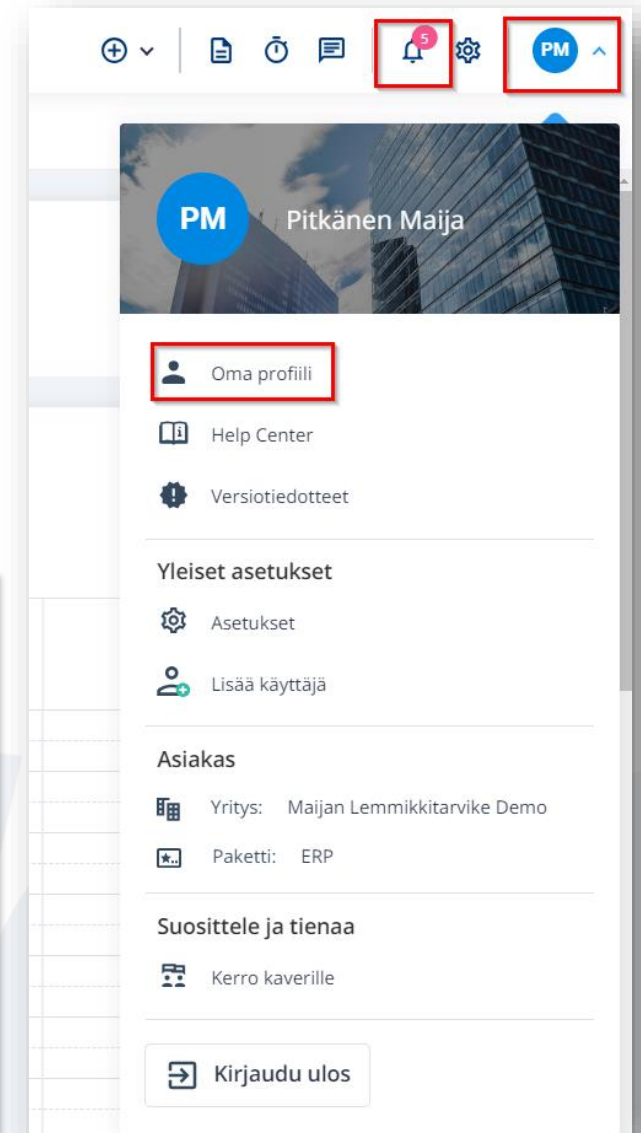 5
PM
PM
Pitkänen Maija
Oma profiili
Help Center
Versiotiedotteet
Yleiset asetukset
Asetukset
Lisää käyttäjä
Asiakas
Yritys: Maijan Lemmikkitarvike Demo
Paketti: ERP
Suosittele ja tienaa
Kerro kaverille
Kirjaudu ulos